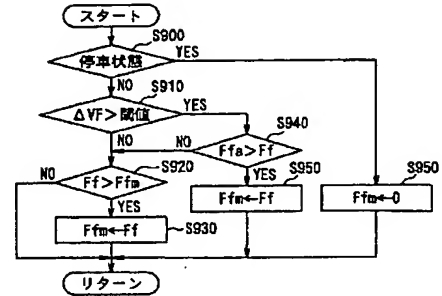 スタート
S900
停車状態
YES
NO
S910
ΔVF>閾値
YES
NO
S940
NO
Ffa>Ff
S920
NO
Ff>Ffm
YES
S950
Ffm←Ff
S950
Ffm←0
YES
Ffm←Ff
S930
リターン